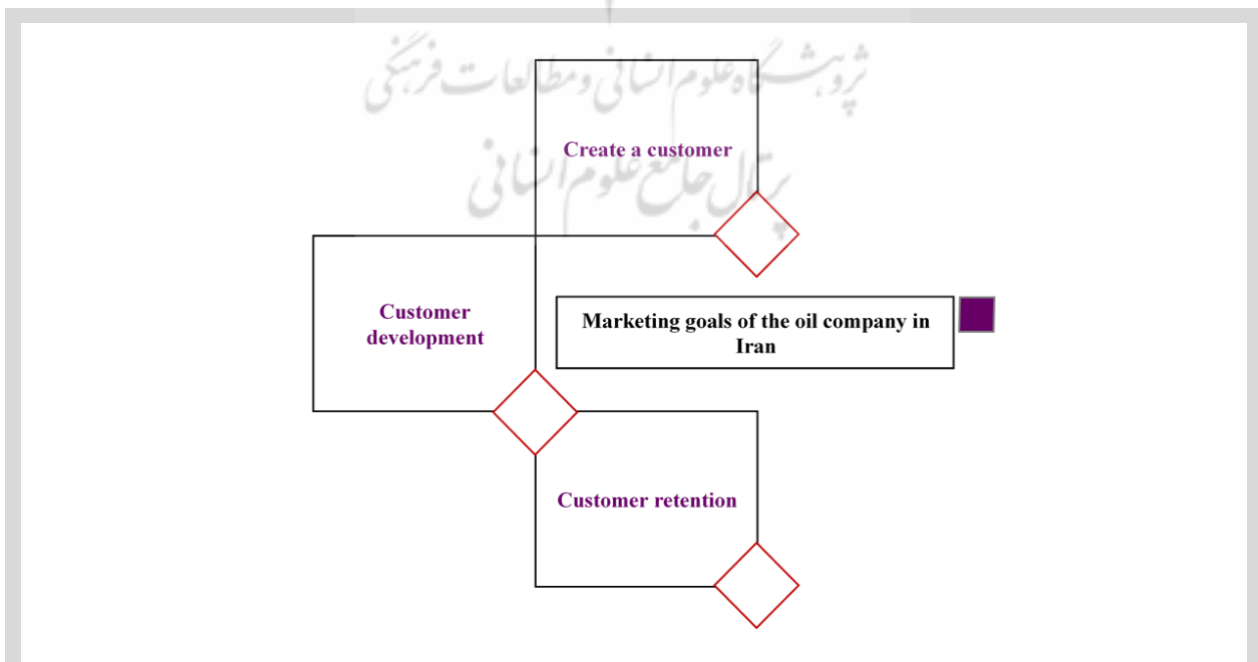 پژوهشگاه علوم انسانی و مطالعات فرهنگی
Create a customer
پرتال جامع علوم انسانی
Customer
development
Marketing goals of the oil company in
Iran
Customer retention